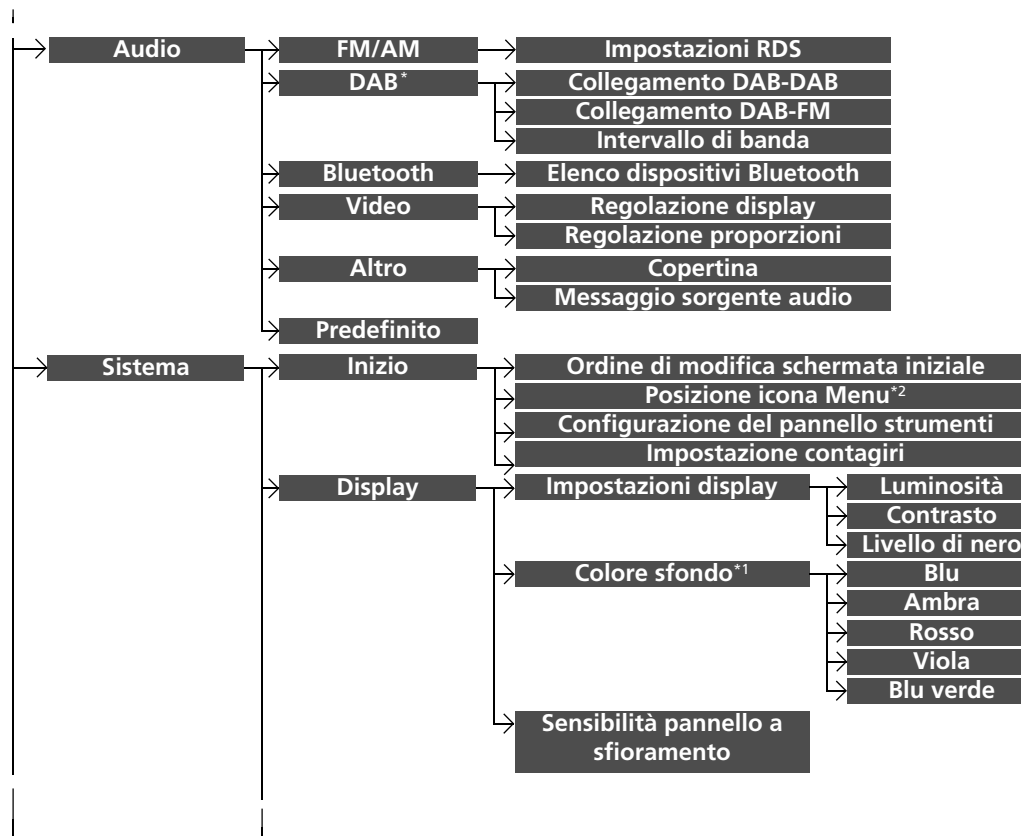 Audio
FM/AM
Impostazioni RDS
DAB*
Collegamento DAB-DAB
Collegamento DAB-FM
Intervallo di banda
Bluetooth
Elenco dispositivi Bluetooth
Video
Regolazione display
Regolazione proporzioni
Altro
Copertina
Messaggio sorgente audio
Predefinito
Sistema
Inizio
Ordine di modifica schermata iniziale
Posizione icona Menu*2
Configurazione del pannello strumenti
Impostazione contagiri
Display
Impostazioni display
Luminosità
Contrasto
Livello di nero
Colore sfondo*1
Blu
Ambra
Rosso
Viola
Blu verde
Sensibilità pannello a
sfioramento